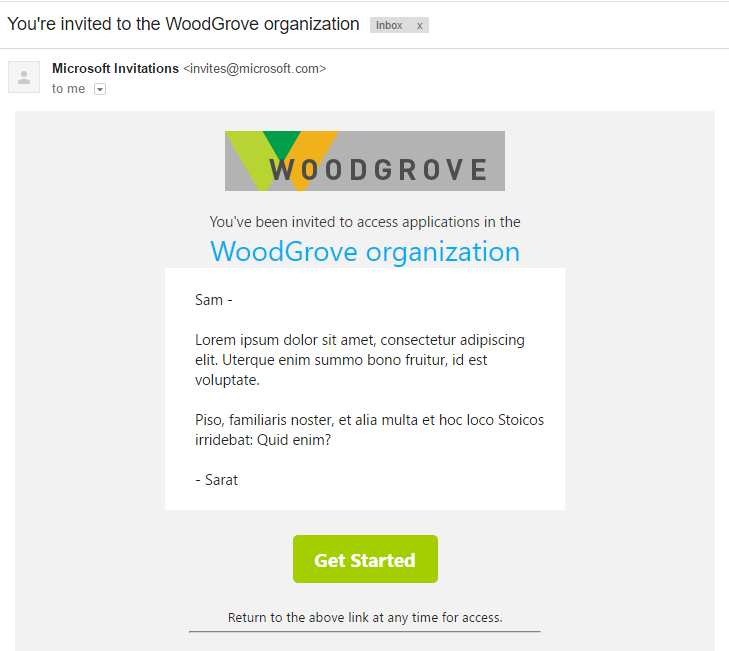 You're invited to the WoodGrove organization Inbox x
Microsoft Invitations <invites@microsoft.com>
to me
WOODGROVE
You've been invited to access applications in the
WoodGrove organization
Sam -
Lorem ipsum dolor sit amet, consectetur adipiscing
elit. Uterque enim summo bono fruitur, id est
voluptate.
Piso, familiaris noster, et alia multa et hoc loco Stoicos
irridebat: Quid enim?
- Sarat
Get Started
Return to the above link at any time for access.